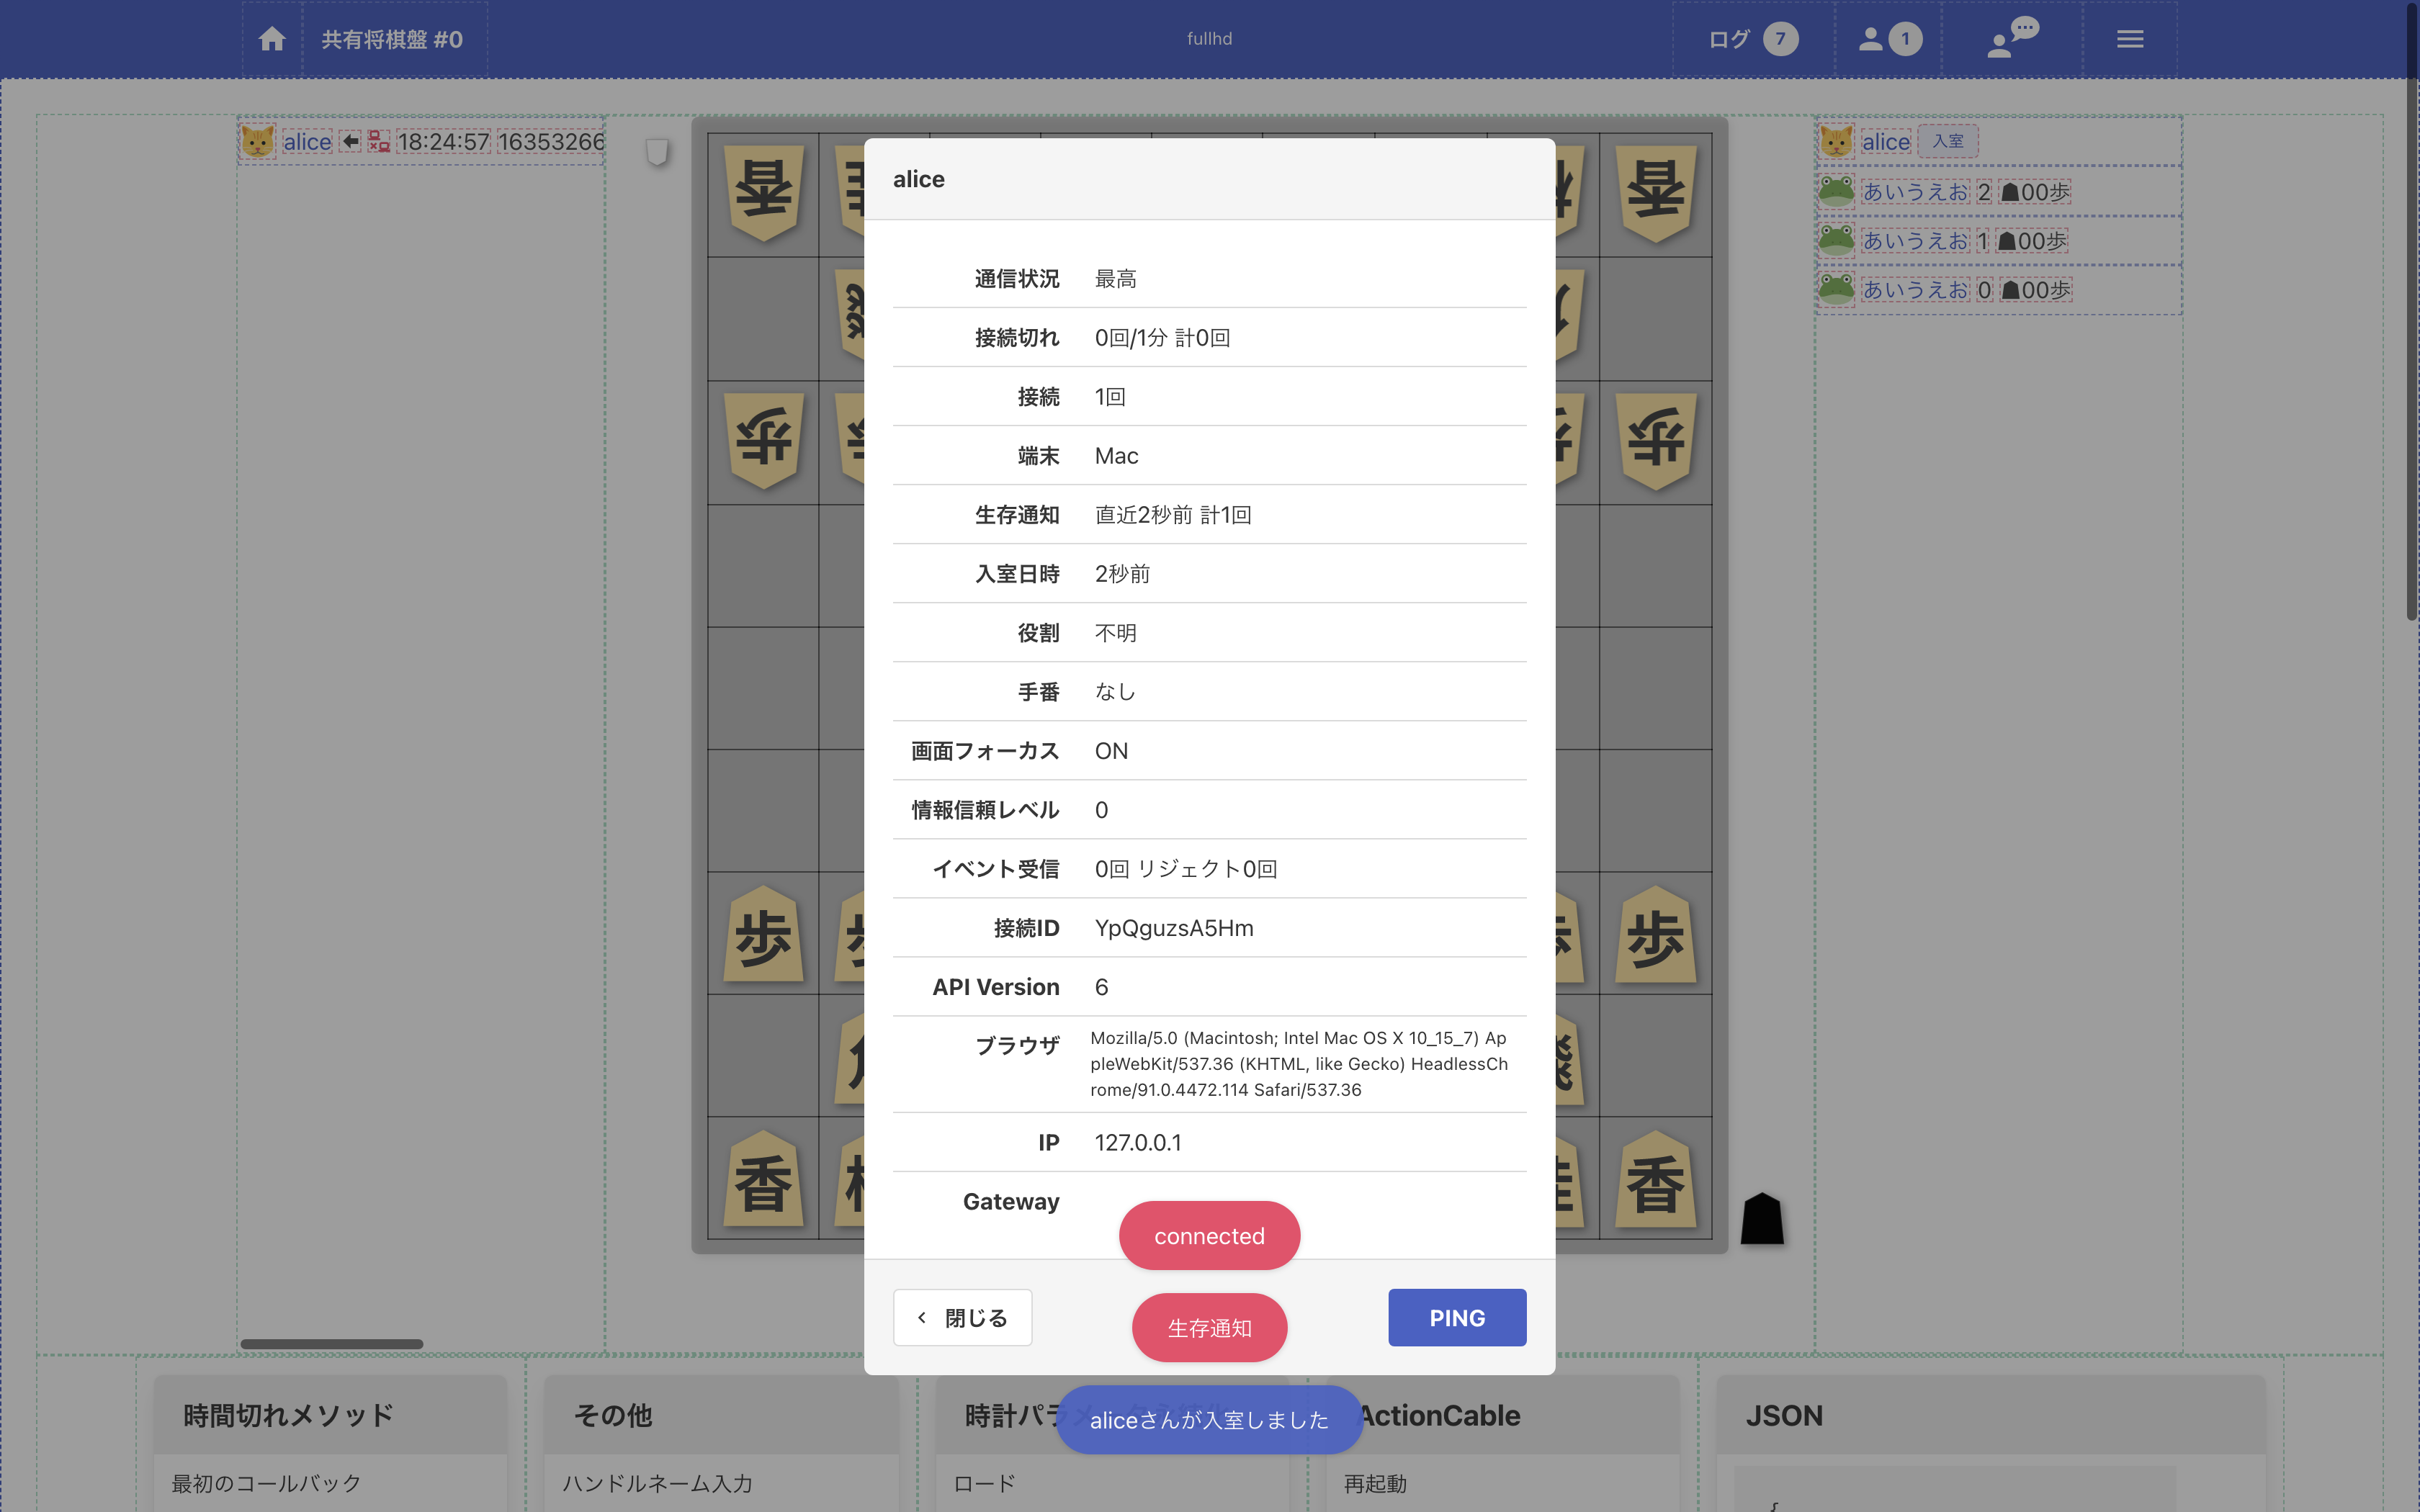 共有将棋盤 #0
fullhd
ログ 7
1
alice 18:24:57 16353266
alice 入室
あいうえお 2 ☗00歩
あいうえお 1 ☗00歩
あいうえお 0 ☗00歩
alice
通信状況 最高
接続切れ 0回/1分 計0回
接続 1回
端末 Mac
生存通知 直近2秒前 計1回
入室日時 2秒前
役割 不明
手番 なし
画面フォーカス ON
情報信頼レベル 0
イベント受信 0回 リジェクト0回
接続ID YpQguzsA5Hm
API Version 6
ブラウザ Mozilla/5.0 (Macintosh; Intel Mac OS X 10_15_7) Ap
pleWebKit/537.36 (KHTML, like Gecko) HeadlessCh
rome/91.0.4472.114 Safari/537.36
IP 127.0.0.1
Gateway
connected
閉じる
生存通知
PING
aliceさんが入室しました
香 香
歩 歩
歩 歩
香 香
時間切れメソッド
その他
時計パラ
ActionCable
JSON
最初のコールバック
ハンドルネーム入力
ロード
再起動
{